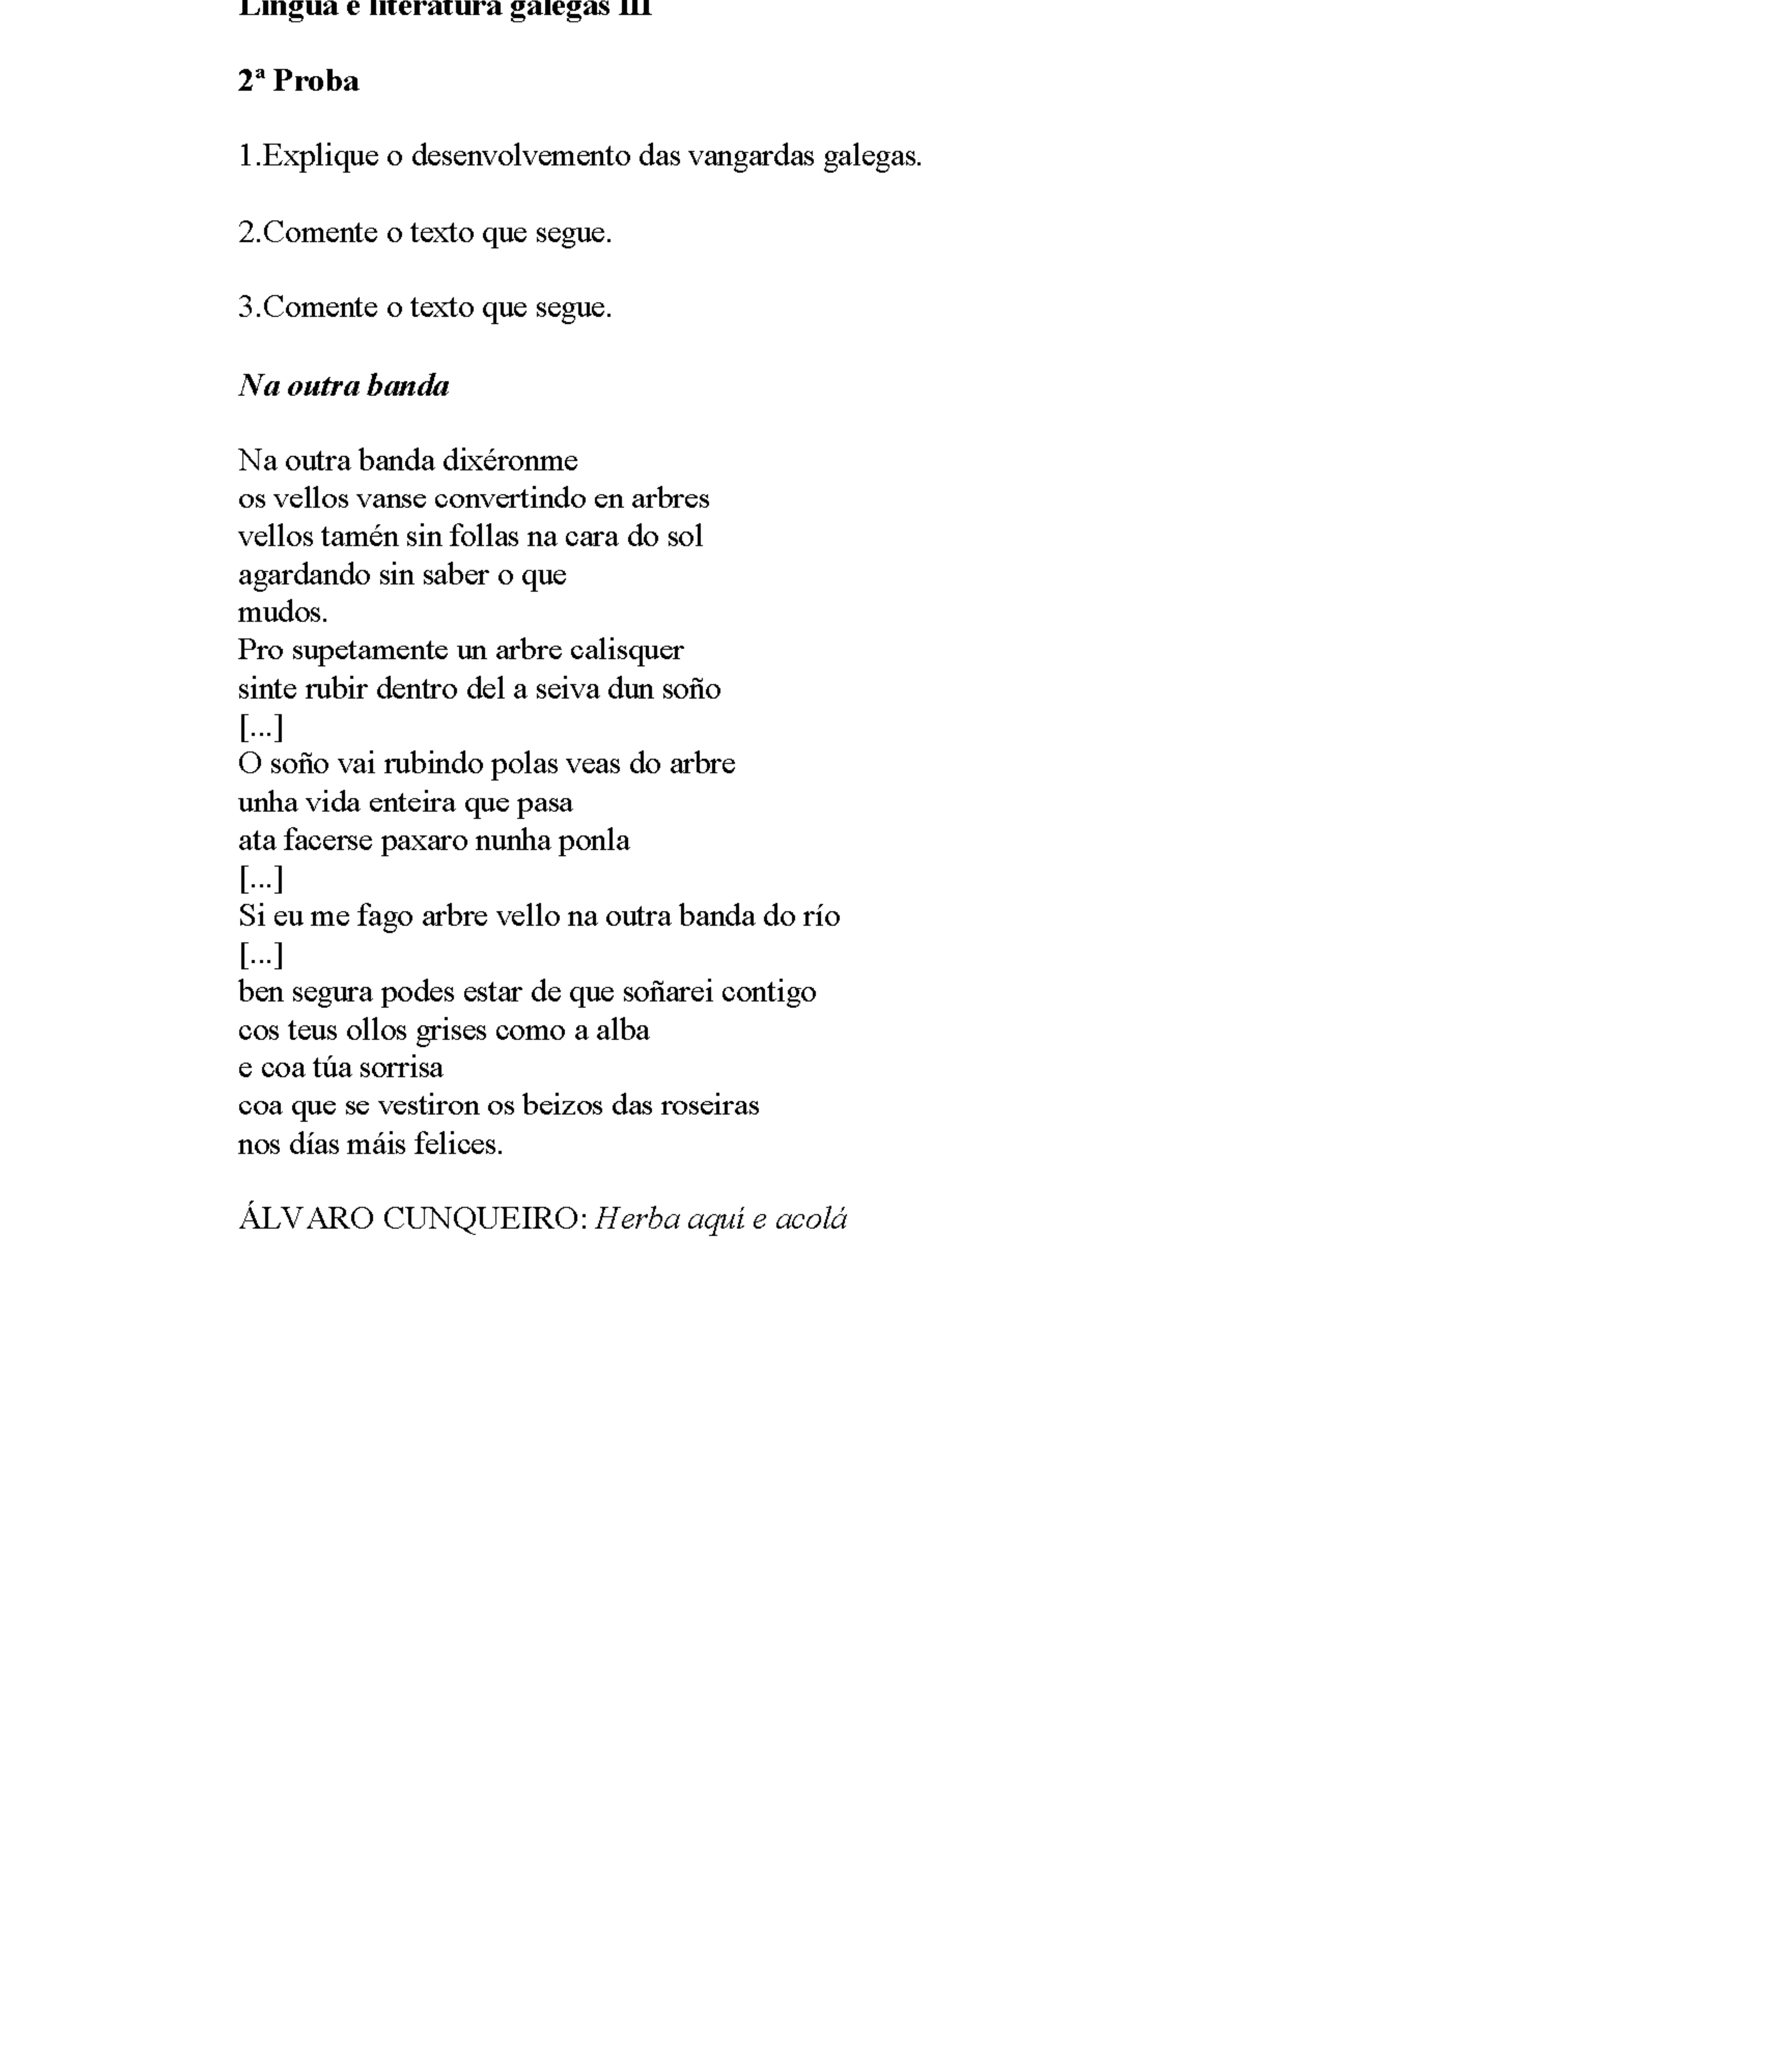 Lingua e literatura galegas III
2ª Proba
1.Explique o desenvolvemento das vangardas galegas.
2.Comente o texto que segue.
3.Comente o texto que segue.
Na outra banda
Na outra banda dixéronme
os vellos vanse convertindo en arbres
vellos tamén sin follas na cara do sol
agardando sin saber o que
mudos.
Pro supetamente un arbre calisquer
sinte rubir dentro del a seiva dun soño
[...]
O soño vai rubindo polas veas do arbre
unha vida enteira que pasa
ata facerse paxaro nunha ponla
[...]
Si eu me fago arbre vello na outra banda do río
[...]
ben segura podes estar de que soñarei contigo
cos teus ollos grises como a alba
e coa túa sorrisa
coa que se vestiron os beizos das roseiras
nos días máis felices.
ÁLVARO CUNQUEIRO: Herba aquí e acolá